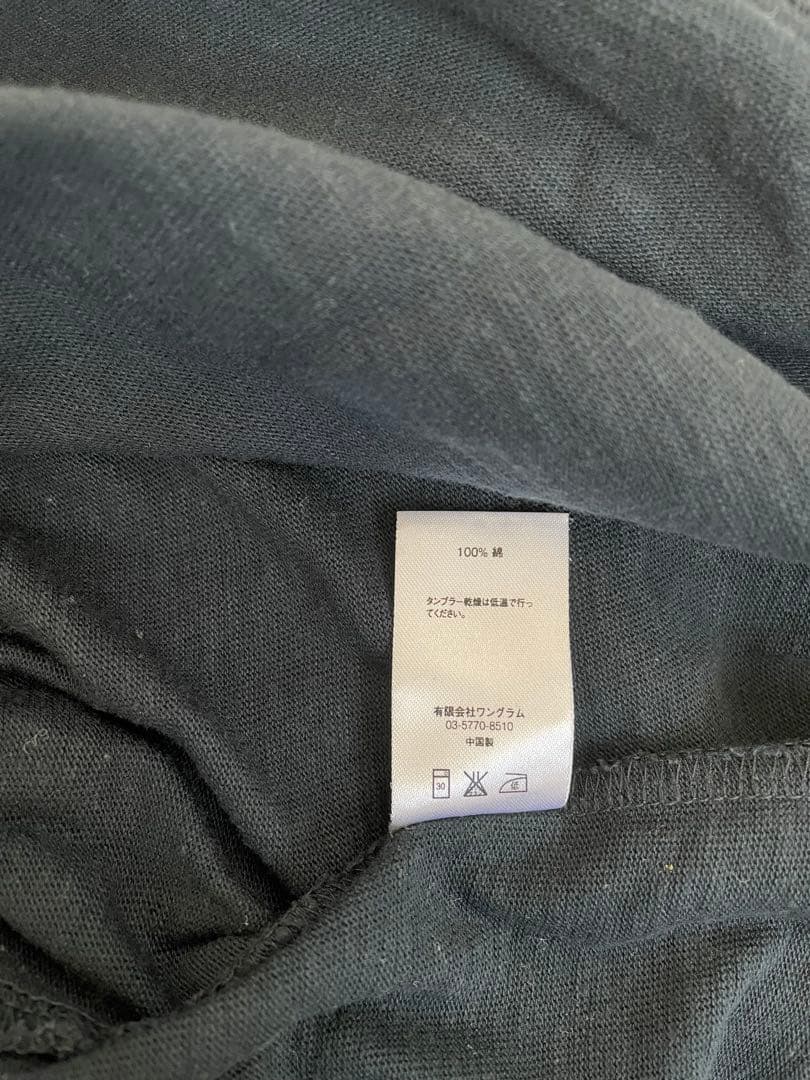 100% 綿
タンブラー乾燥は低温で行っ
てください。
有限会社ワングラム
03-5770-8510
中国製
30
低